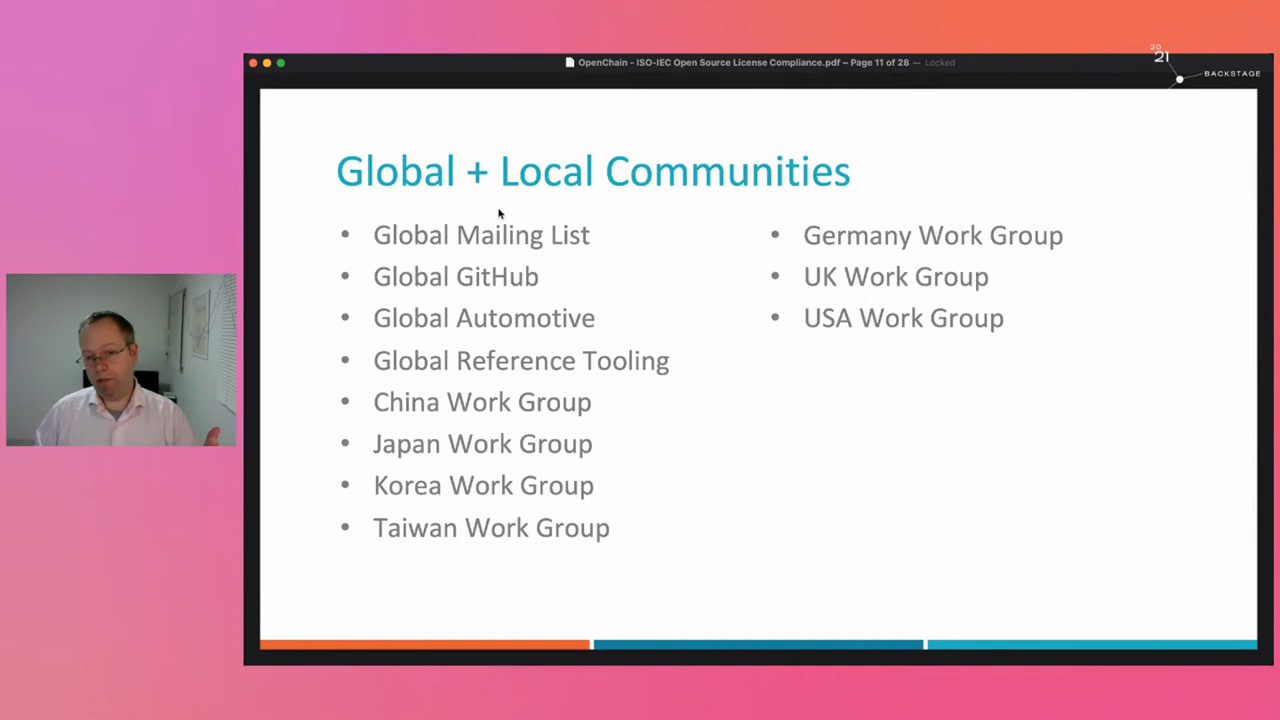 OpenChain - ISO-IEC Open Source License Compliance.pdf – Page 11 of 28 — Locked
20
21
BACKSTAGE
Global + Local Communities
• Global Mailing List
• Global GitHub
• Global Automotive
• Global Reference Tooling
• China Work Group
• Japan Work Group
• Korea Work Group
• Taiwan Work Group
• Germany Work Group
• UK Work Group
• USA Work Group